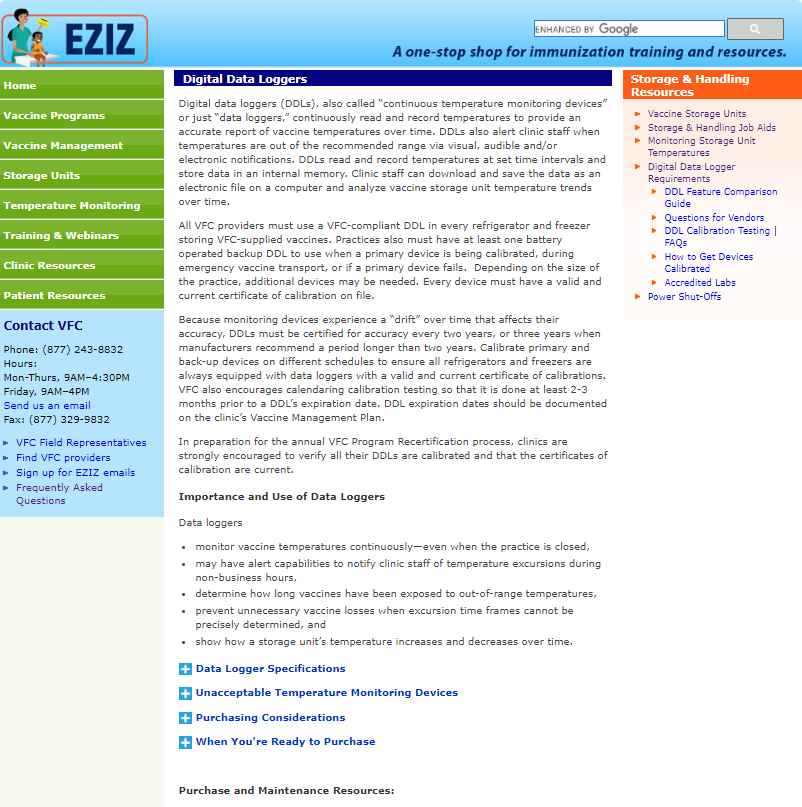 EZIZ
ENHANCED BY Google
A one-stop shop for immunization training and resources.
Home
Vaccine Programs
Vaccine Management
Storage Units
Temperature Monitoring
Training & Webinars
Clinic Resources
Patient Resources
Contact VFC
Phone: (877) 243-8832
Hours:
Mon-Thurs, 9AM–4:30PM
Friday, 9AM–4PM
Send us an email
Fax: (877) 329-9832
VFC Field Representatives
Find VFC providers
Sign up for EZIZ emails
Frequently Asked
Questions
Digital Data Loggers
Digital data loggers (DDLs), also called “continuous temperature monitoring devices”
or just “data loggers,” continuously read and record temperatures to provide an
accurate report of vaccine temperatures over time. DDLs also alert clinic staff when
temperatures are out of the recommended range via visual, audible and/or
electronic notifications. DDLs read and record temperatures at set time intervals and
store data in an internal memory. Clinic staff can download and save the data as an
electronic file on a computer and analyze vaccine storage unit temperature trends
over time.
All VFC providers must use a VFC-compliant DDL in every refrigerator and freezer
storing VFC-supplied vaccines. Practices also must have at least one battery
operated backup DDL to use when a primary device is being calibrated, during
emergency vaccine transport, or if a primary device fails. Depending on the size of
the practice, additional devices may be needed. Every device must have a valid and
current certificate of calibration on file.
Because monitoring devices experience a “drift” over time that affects their
accuracy, DDLs must be certified for accuracy every two years, or three years when
manufacturers recommend a period longer than two years. Calibrate primary and
back-up devices on different schedules to ensure all refrigerators and freezers are
always equipped with data loggers with a valid and current certificate of calibrations.
VFC also encourages calendaring calibration testing so that it is done at least 2-3
months prior to a DDL’s expiration date. DDL expiration dates should be documented
on the clinic’s Vaccine Management Plan.
In preparation for the annual VFC Program Recertification process, clinics are
strongly encouraged to verify all their DDLs are calibrated and that the certificates of
calibration are current.
Importance and Use of Data Loggers
Data loggers
• monitor vaccine temperatures continuously—even when the practice is closed,
• may have alert capabilities to notify clinic staff of temperature excursions during
non-business hours,
• determine how long vaccines have been exposed to out-of-range temperatures,
• prevent unnecessary vaccine losses when excursion time frames cannot be
precisely determined, and
• show how a storage unit’s temperature increases and decreases over time.
Data Logger Specifications
Unacceptable Temperature Monitoring Devices
Purchasing Considerations
When You're Ready to Purchase
Purchase and Maintenance Resources:
Storage & Handling
Resources
Vaccine Storage Units
Storage & Handling Job Aids
Monitoring Storage Unit
Temperatures
Digital Data Logger
Requirements
DDL Feature Comparison
Guide
Questions for Vendors
DDL Calibration Testing |
FAQs
How to Get Devices
Calibrated
Accredited Labs
Power Shut-Offs